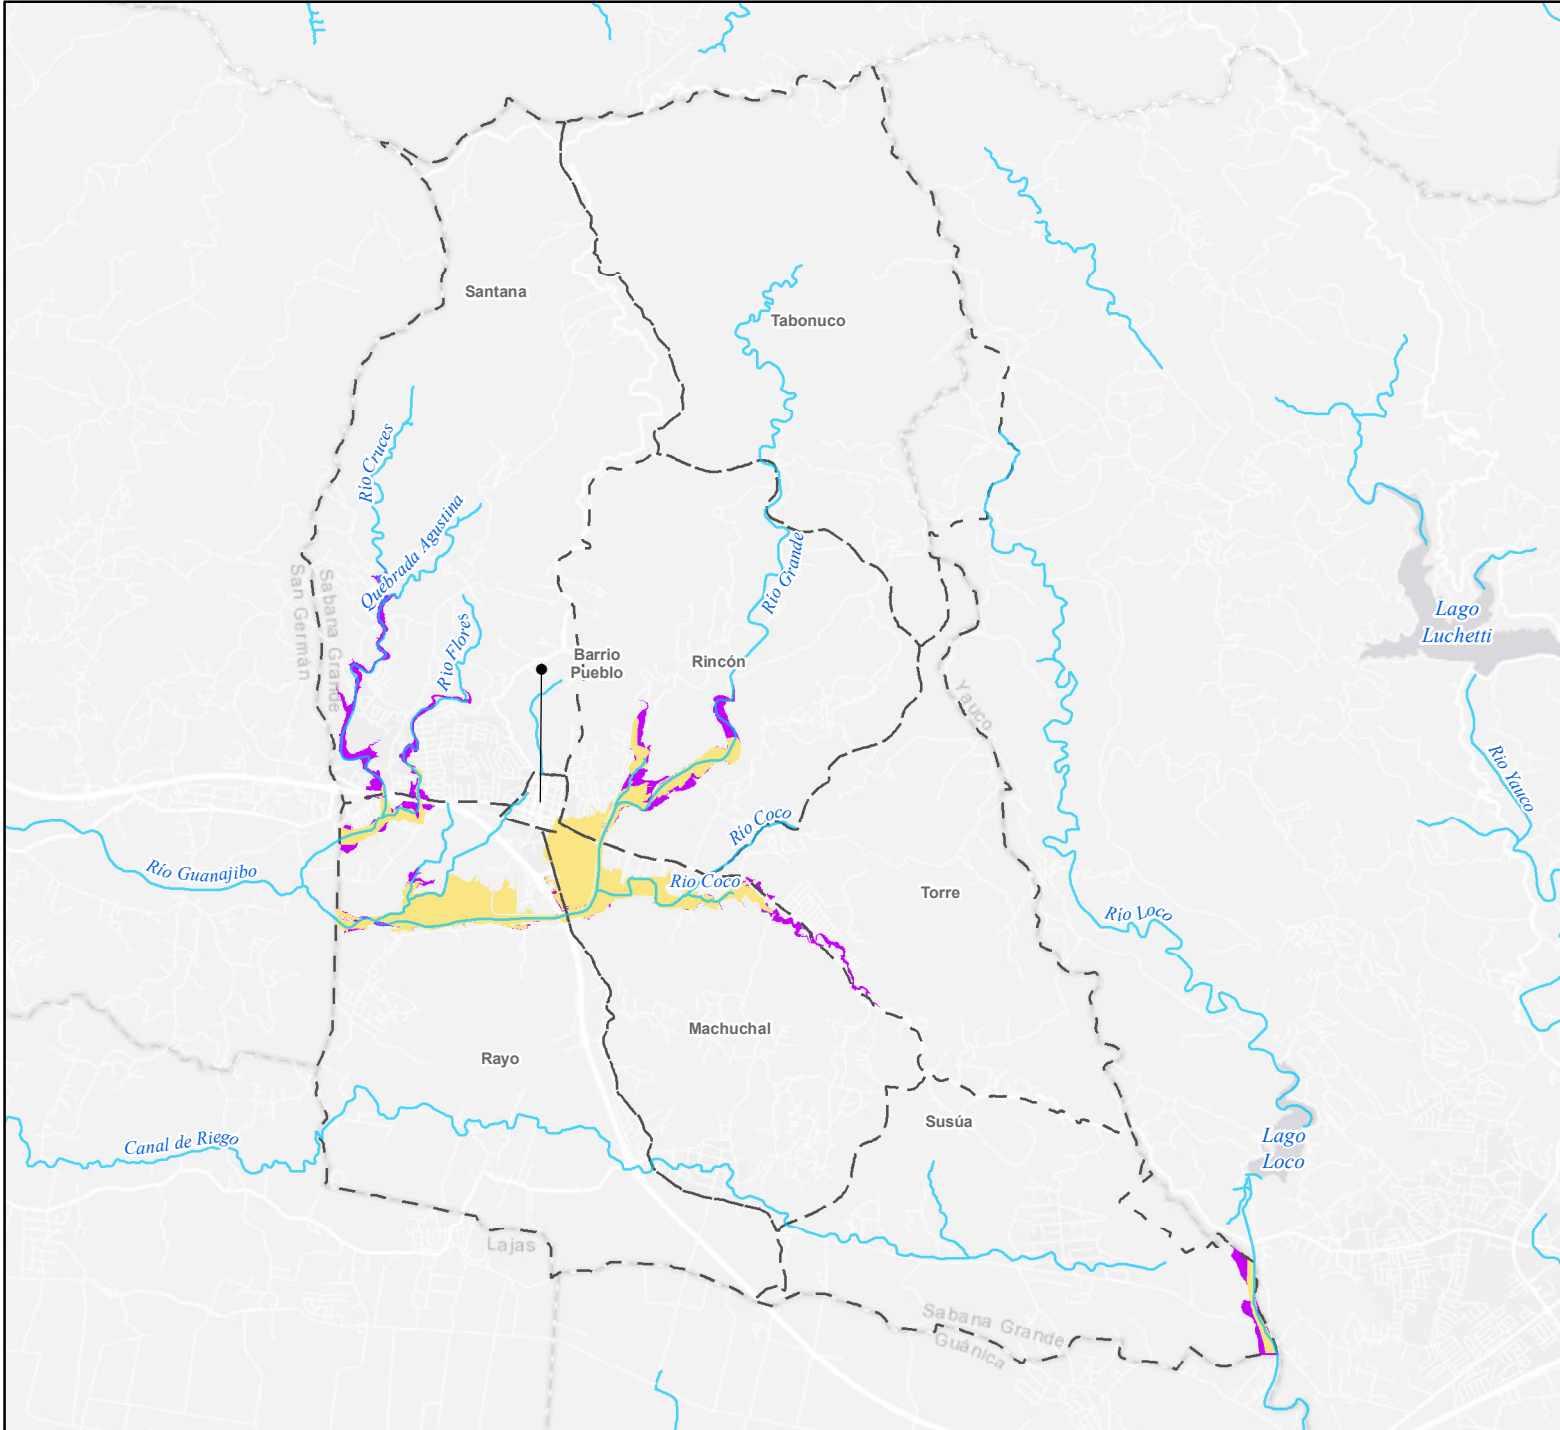 Santana
Tabonuco
Río Cruces
Quebrada Agustina
Río Grande
Sabana Grande
San Germán
Río Flores
Barrio
Pueblo
Rincón
Lago
Luchetti
Yauco
Río Yauco
Río Coco
Río Guanajibo
Río Coco
Torre
Río Loco
Machuchal
Rayo
Susúa
Canal de Riego
Lago
Loco
Lajas
Sabana Grande
Guánica